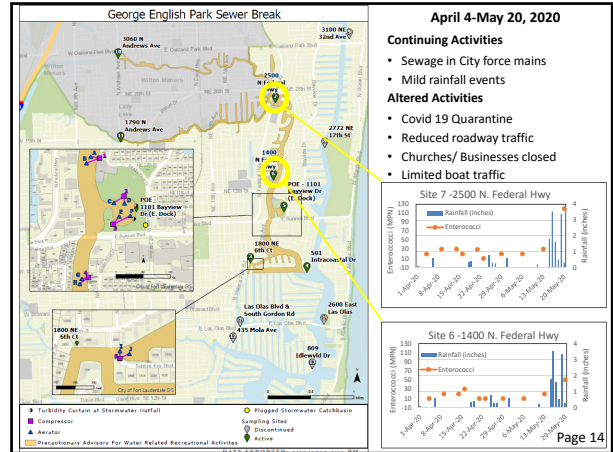 George English Park Sewer Break
3100 NE
32nd Ave
3060 N
Andrews Ave
2500
N Federal
Hwy
1790 N
Andrews Ave
2772 NE
17th St
1400
N Federal
Hwy
POE - 1101
Bayview Dr
(E. Dock)
POE -
1101 Bayview
Dr (E. Dock)
1800 NE
6th Ct
501
Intracoastal Dr
Las Olas Blvd &
South Gordon Rd
2600 East
Las Olas
435 Mola Ave
809
Idlewyld Dr
1800 NE
6th Ct
City of Fort Lauderdale GIS
City of Fort Lauderdale GIS
Turbidity Curtain at Stormwater Outfall
Plugged Stormwater Catchbasin
Compressor
Sampling Sites
Aerator
Discontinued
Precautionary Advisory For Water Related Recreational Activities
Active
April 4-May 20, 2020
Continuing Activities
• Sewage in City force mains
• Mild rainfall events
Altered Activities
• Covid 19 Quarantine
• Reduced roadway traffic
• Churches/ Businesses closed
• Limited boat traffic
Site 7 -2500 N. Federal Hwy
Rainfall (inches)
Enterococci
Enterococci (MPN)
Rainfall (inches)
130
110
90
70
50
30
10
-10
4
3
2
1
0
1-Apr-20
8-Apr-20
15-Apr-20
22-Apr-20
29-Apr-20
6-May-20
13-May-20
20-May-20
Site 6 -1400 N. Federal Hwy
Rainfall (inches)
Enterococci
Enterococci (MPN)
Rainfall (inches)
130
110
90
70
50
30
10
-10
4
3
2
1
0
1-Apr-20
8-Apr-20
15-Apr-20
22-Apr-20
29-Apr-20
6-May-20
13-May-20
20-May-20
Page 14